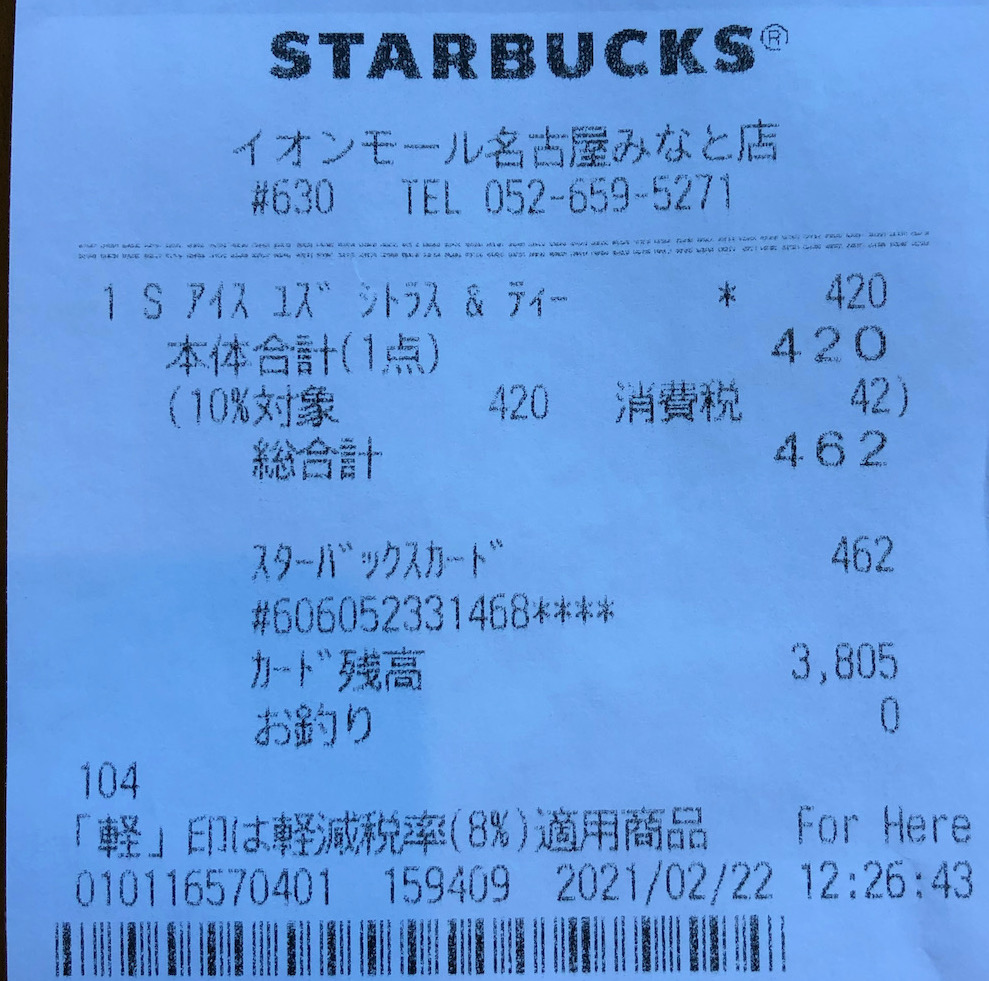 STARBUCKS®
イオンモール名古屋みなと店
#630 TEL 052-659-5271
1 S アイス ユズ シトラス & ティー * 420
本体合計(1点) 420
(10%対象 420 消費税 42)
総合計 462
スターバックスカード 462
#606052331468****
カード残高 3,805
お釣り 0
104
「軽」印は軽減税率(8%)適用商品 For Here
010116570401 159409 2021/02/22 12:26:43